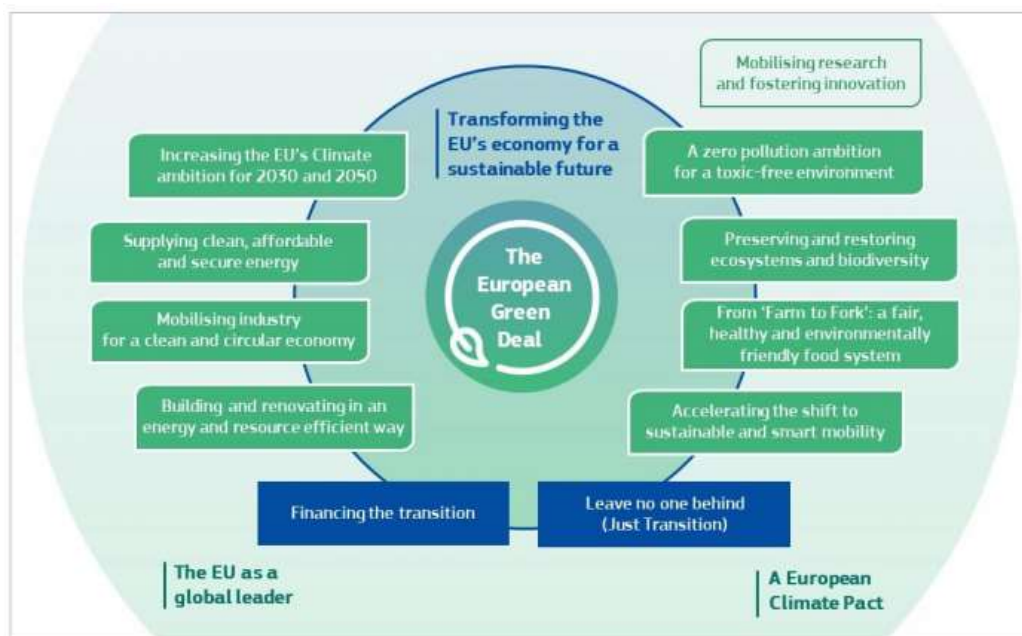 Mobilising research
and fostering innovation
Transforming the
EU's economy for a
sustainable future
Increasing the EU's Climate
ambition for 2030 and 2050
A zero pollution ambition
for a toxic-free environment
Supplying clean, affordable
and secure energy
Preserving and restoring
ecosystems and biodiversity
The
European
Green
Deal
Mobilising industry
for a clean and circular economy
From 'Farm to Fork': a fair,
healthy and environmentally
friendly food system
Building and renovating in an
energy and resource efficient way
Accelerating the shift to
sustainable and smart mobility
Financing the transition
Leave no one behind
(Just Transition)
The EU as a
global leader
A European
Climate Pact